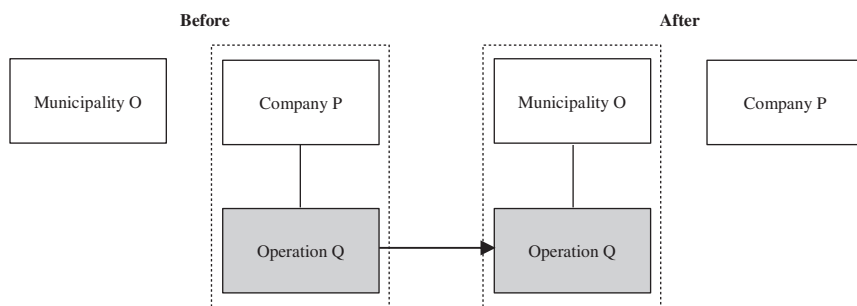 Before
After
Municipality O
Company P
Municipality O
Company P
Operation Q
Operation Q